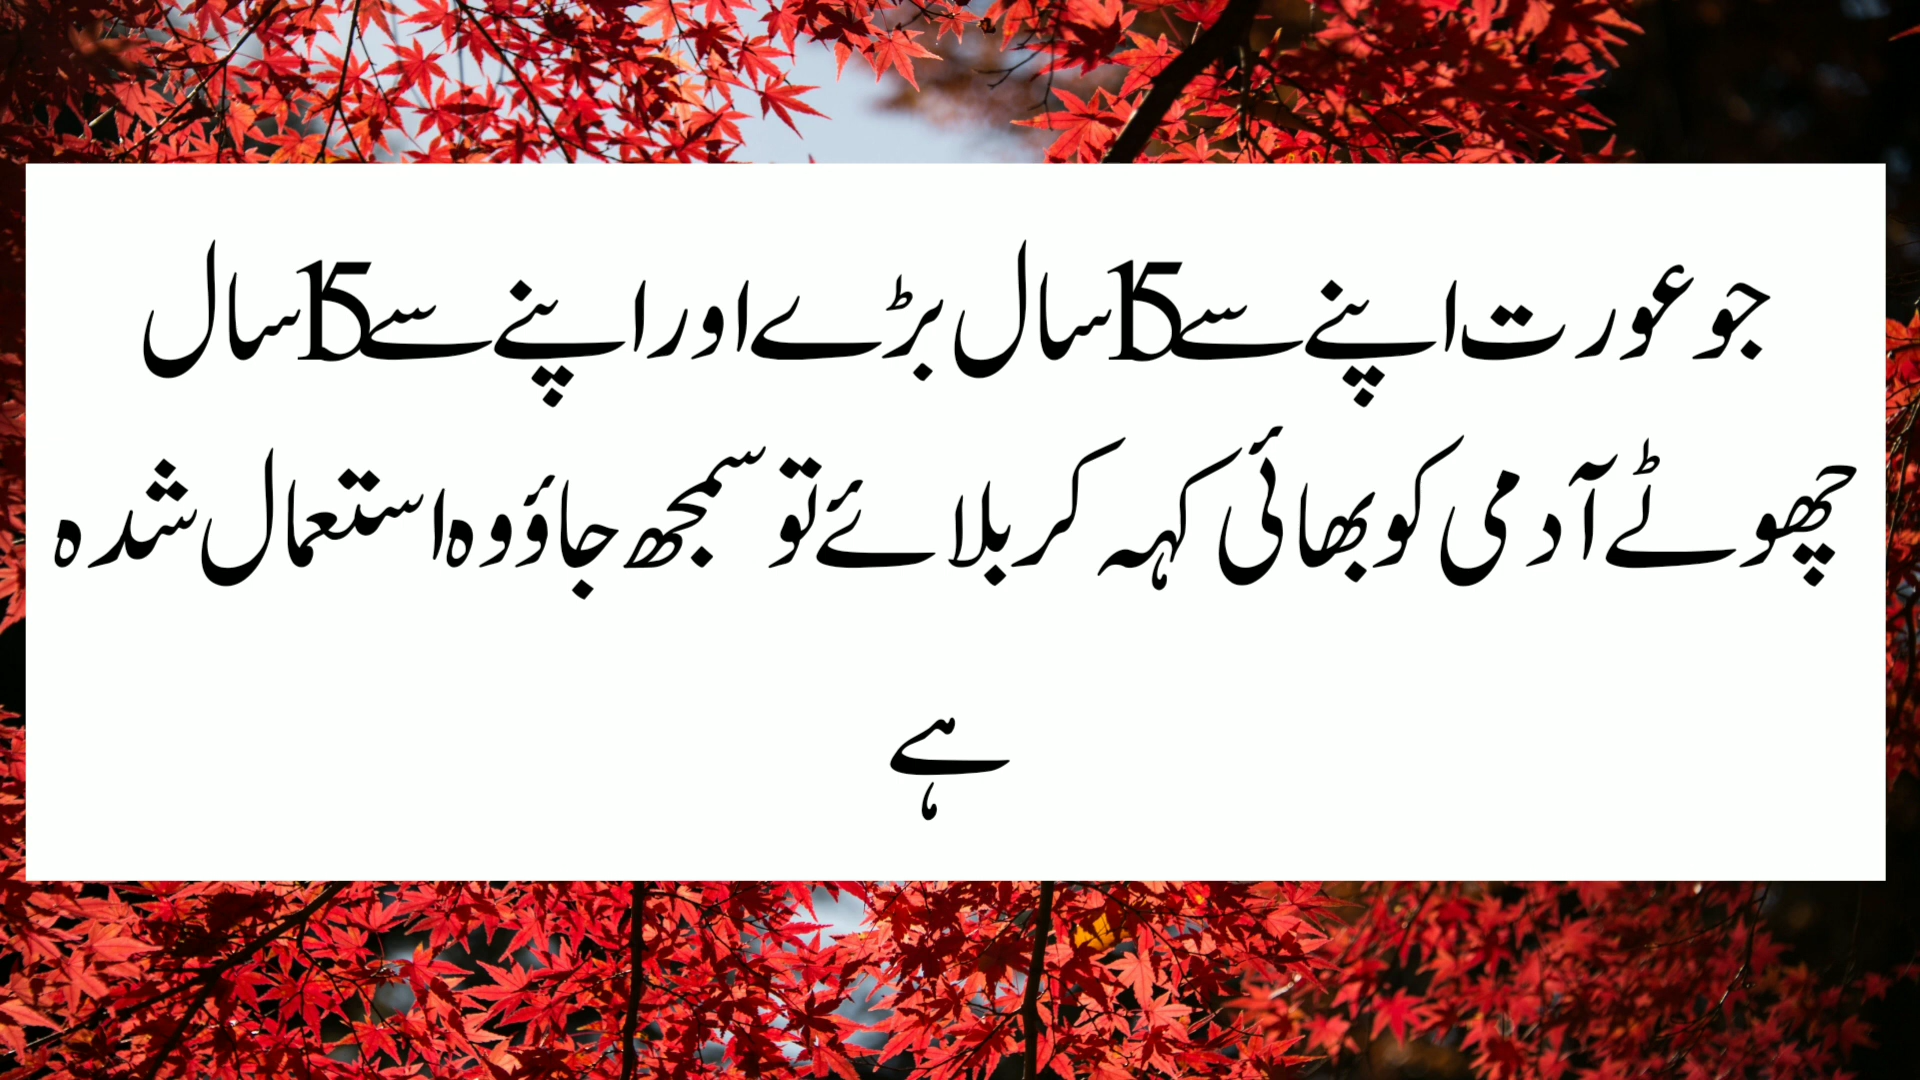 جو عورت اپنے سے 15 سال بڑے اور اپنے سے 15 سال
چھوٹے آدمی کو بھائی کہہ کر بلائے تو سمجھ جاؤ وہ استعمال شدہ
ہے